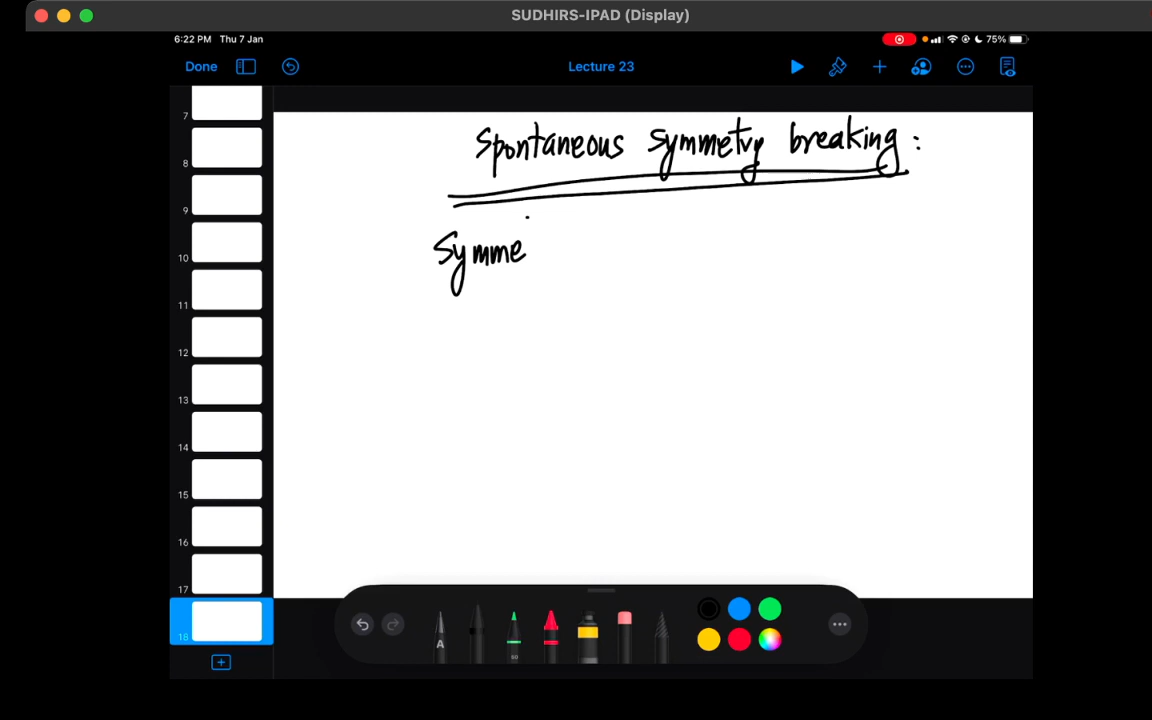 SUDHIRS-IPAD (Display)
6:22 PM Thu 7 Jan
75%
Done
Lecture 23
7
8
9
10
11
12
13
14
15
16
17
18
Spontaneous symmetry breaking :
Symme
A
50